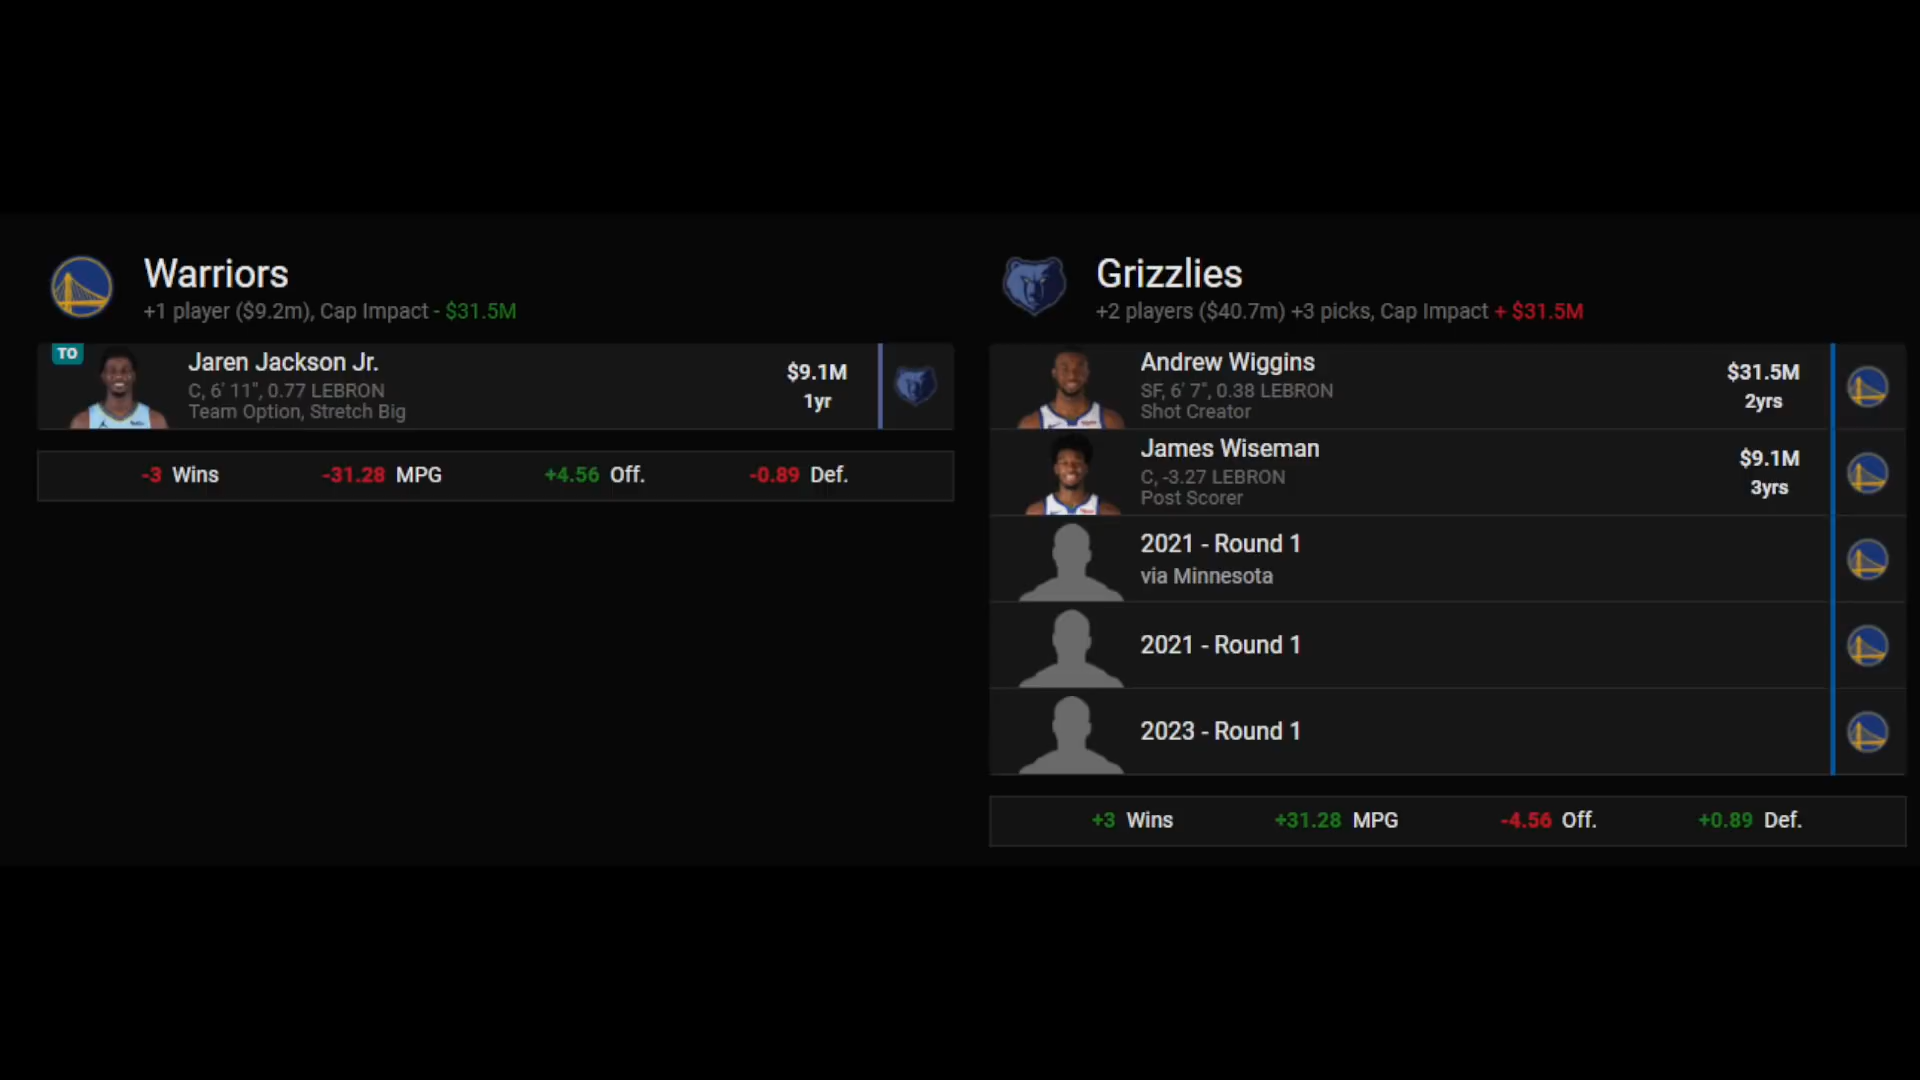 Warriors
+1 player ($9.2m), Cap Impact - $31.5M
TO
Jaren Jackson Jr.
C, 6' 11", 0.77 LEBRON
Team Option, Stretch Big
$9.1M
1yr
-3 Wins -31.28 MPG +4.56 Off. -0.89 Def.
Grizzlies
+2 players ($40.7m) +3 picks, Cap Impact + $31.5M
Andrew Wiggins
SF, 6' 7", 0.38 LEBRON
Shot Creator
$31.5M
2yrs
James Wiseman
C, -3.27 LEBRON
Post Scorer
$9.1M
3yrs
2021 - Round 1
via Minnesota
2021 - Round 1
2023 - Round 1
+3 Wins +31.28 MPG -4.56 Off. +0.89 Def.